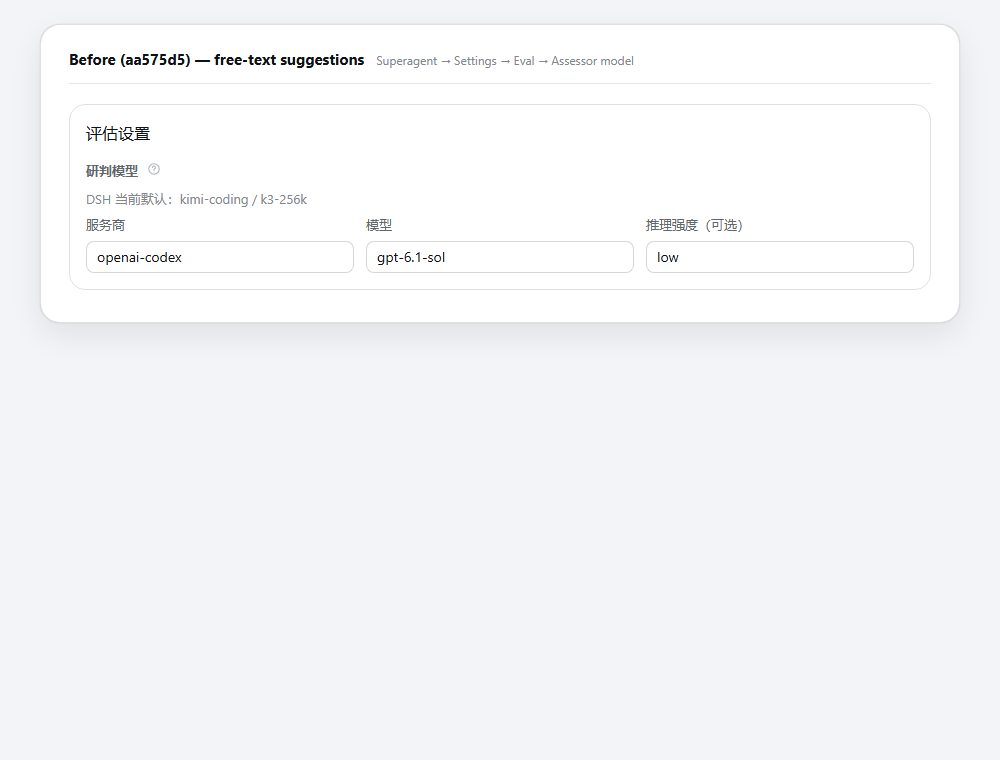 Before (aa575d5) — free-text suggestions Superagent → Settings → Eval → Assessor model
评估设置
研判模型
DSH 当前默认：kimi-coding / k3-256k
服务商 模型 推理强度（可选）
openai-codex gpt-6.1-sol low